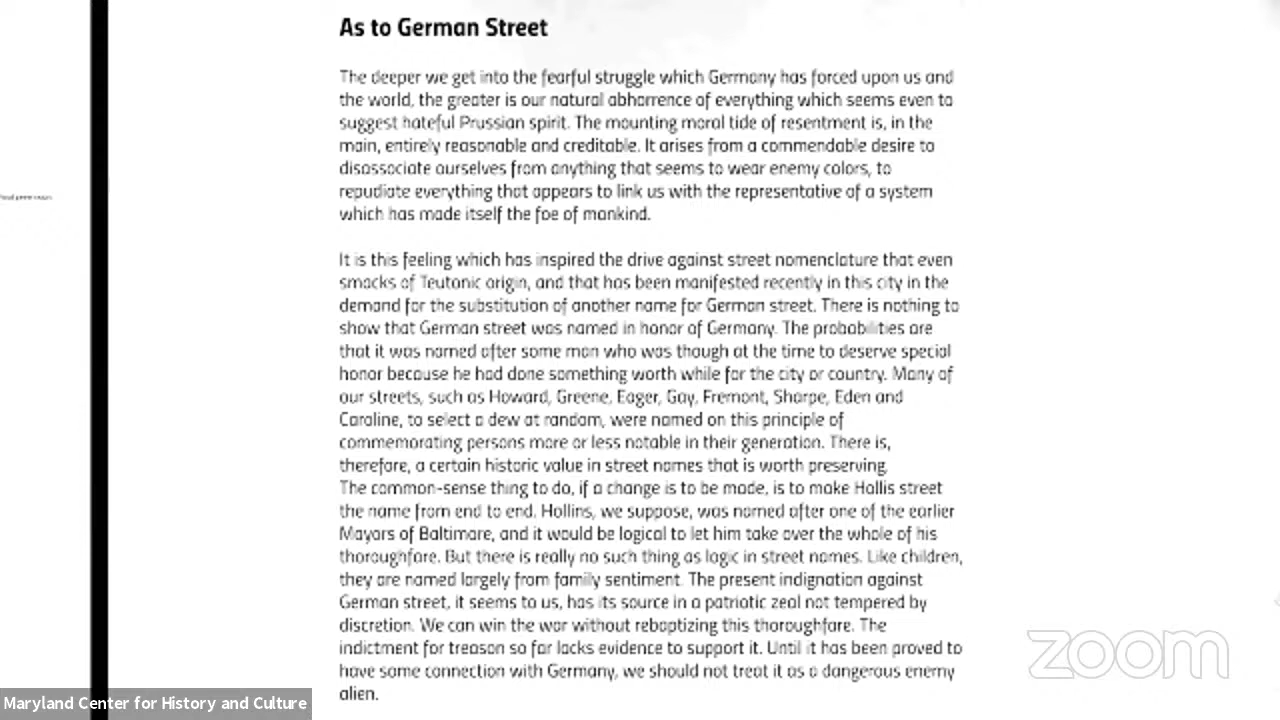 As to German Street
The deeper we get into the fearful struggle which Germany has forced upon us and
the world, the greater is our natural abhorrence of everything which seems even to
suggest hateful Prussian spirit. The mounting moral tide of resentment is, in the
main, entirely reasonable and creditable. It arises from a commendable desire to
disassociate ourselves from anything that seems to wear enemy colors, to
repudiate everything that appears to link us with the representative of a system
which has made itself the foe of mankind.
It is this feeling which has inspired the drive against street nomenclature that even
smacks of Teutonic origin, and that has been manifested recently in this city in the
demand for the substitution of another name for German street. There is nothing to
show that German street was named in honor of Germany. The probabilities are
that it was named after some man who was though at the time to deserve special
honor because he had done something worth while for the city or country. Many of
our streets, such as Howard, Greene, Eager, Gay, Fremont, Sharpe, Eden and
Caroline, to select a dew at random, were named on this principle of
commemorating persons more or less notable in their generation. There is,
therefore, a certain historic value in street names that is worth preserving.
The common-sense thing to do, if a change is to be made, is to make Hallis street
the name from end to end. Hollins, we suppose, was named after one of the earlier
Mayors of Baltimore, and it would be logical to let him take over the whole of his
thoroughfare. But there is really no such thing as logic in street names. Like children,
they are named largely from family sentiment. The present indignation against
German street, it seems to us, has its source in a patriotic zeal not tempered by
discretion. We can win the war without rebaptizing this thoroughfare. The
indictment for treason so far lacks evidence to support it. Until it has been proved to
have some connection with Germany, we should not treat it as a dangerous enemy
alien.
zoom
Maryland Center for History and Culture